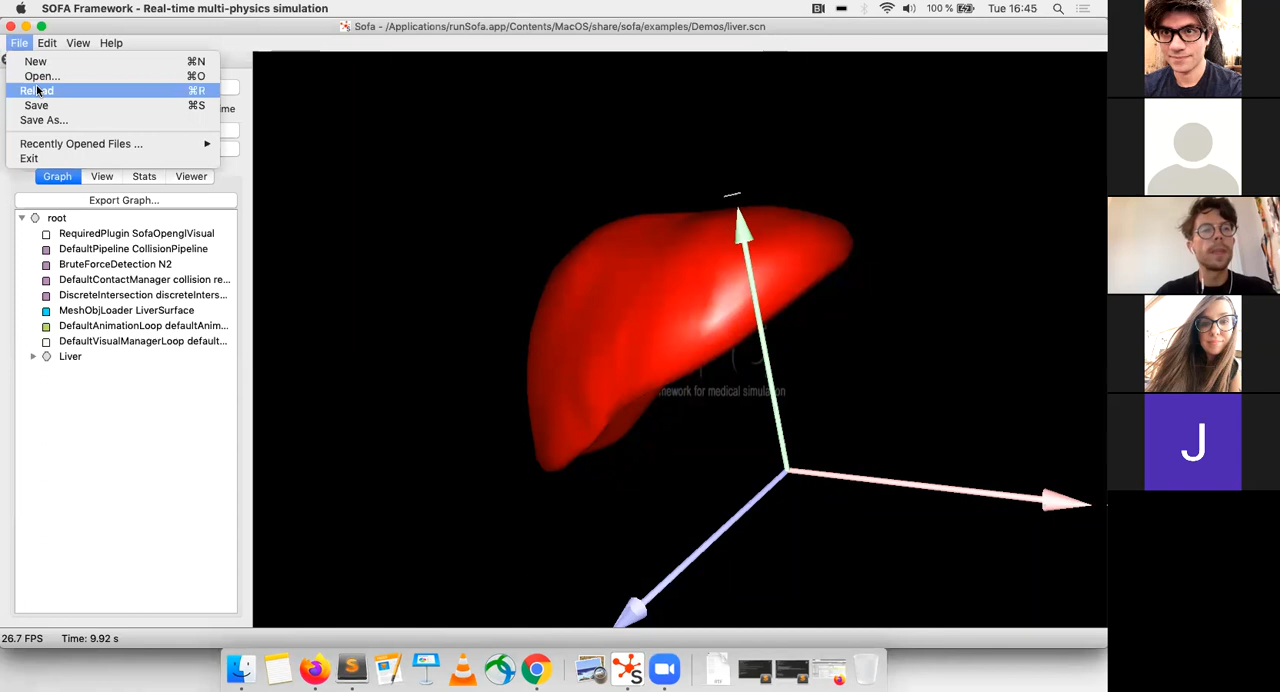 SOFA Framework - Real-time multi-physics simulation
100 %
Tue 16:45
Sofa - /Applications/runSofa.app/Contents/MacOS/share/sofa/examples/Demos/liver.scn
File Edit View Help
New ⌘N
Open... ⌘O
Reload ⌘R
Save ⌘S
Save As...
Recently Opened Files ...
Exit
Graph View Stats Viewer
Export Graph...
root
RequiredPlugin SofaOpenglVisual
DefaultPipeline CollisionPipeline
BruteForceDetection N2
DefaultContactManager collision re...
DiscreteIntersection discreteInters...
MeshObjLoader LiverSurface
DefaultAnimationLoop defaultAnim...
DefaultVisualManagerLoop default...
Liver
for medical simulation
26.7 FPS Time: 9.92 s
J